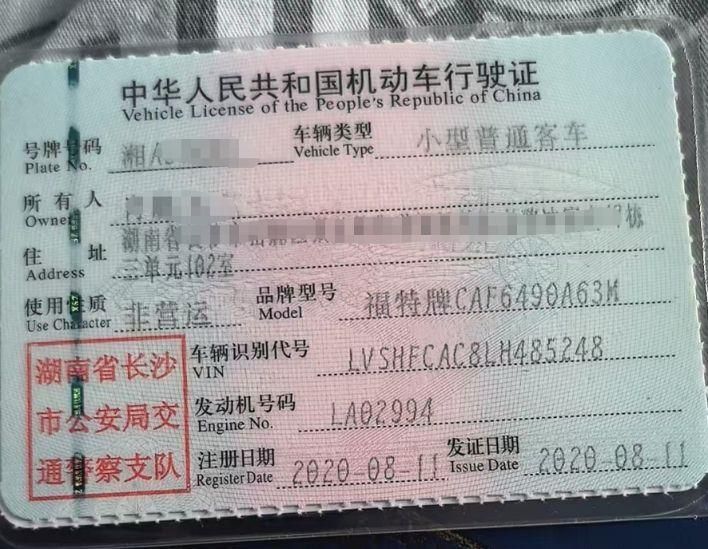 中华人民共和国机动车行驶证
Vehicle License of the People's Republic of China
号牌号码 湘A 车辆类型 小型普通客车
Plate No. Vehicle Type
所有人
Owner
湖南省
住址
Address 三单元102室
使用性质 非营运 品牌型号 福特牌CAF6490A63M
Use Character Model
湖南省长沙 车辆识别代号 LVSHFCAC8LH485248
VIN
市公安局交 发动机号码 LA02994
Engine No.
通警察支队 注册日期 2020-08-11 发证日期 2020-08-11
Register Date Issue Date